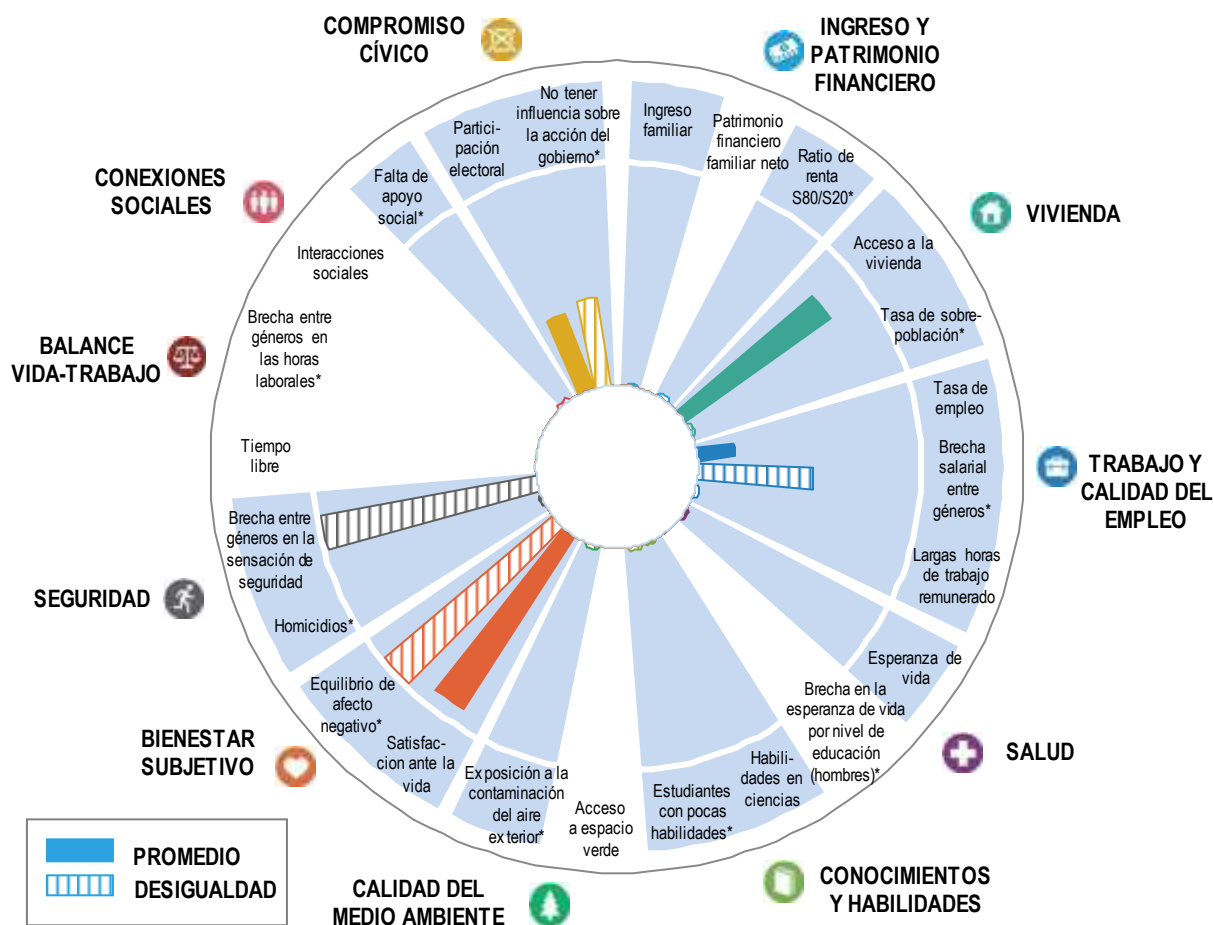 COMPROMISO
CÍVICO
INGRESO Y
PATRIMONIO
FINANCIERO
VIVIENDA
TRABAJO Y
CALIDAD DEL
EMPLEO
SALUD
CONOCIMIENTOS
Y HABILIDADES
CALIDAD DEL
MEDIO AMBIENTE
BIENESTAR
SUBJETIVO
SEGURIDAD
BALANCE
VIDA-TRABAJO
CONEXIONES
SOCIALES
Ingreso
familiar
Patrimonio
financiero
familiar neto
Ratio de
renta
S80/S20*
Acceso a la
vivienda
Tasa de sobre-
población*
Tasa de
empleo
Brecha
salarial
entre
géneros*
Largas horas
de trabajo
remunerado
Esperanza de
vida
Brecha en la
esperanza de vida
por nivel de
educación
(hombres)*
Habili-
dades en
ciencias
Estudiantes
con pocas
habilidades*
Acceso
a espacio
verde
Exposición a la
contaminación
del aire
exterior*
Satisfac-
cion ante la
vida
Equilibrio de
afecto
negativo*
Homicidios*
Brecha entre
géneros en la
sensación de
seguridad
Tiempo
libre
Brecha entre
géneros en
las horas
laborales*
Interacciones
sociales
Falta de
apoyo
social*
Partici-
pación
electoral
No tener
influencia sobre
la acción del
gobierno*
PROMEDIO
DESIGUALDAD